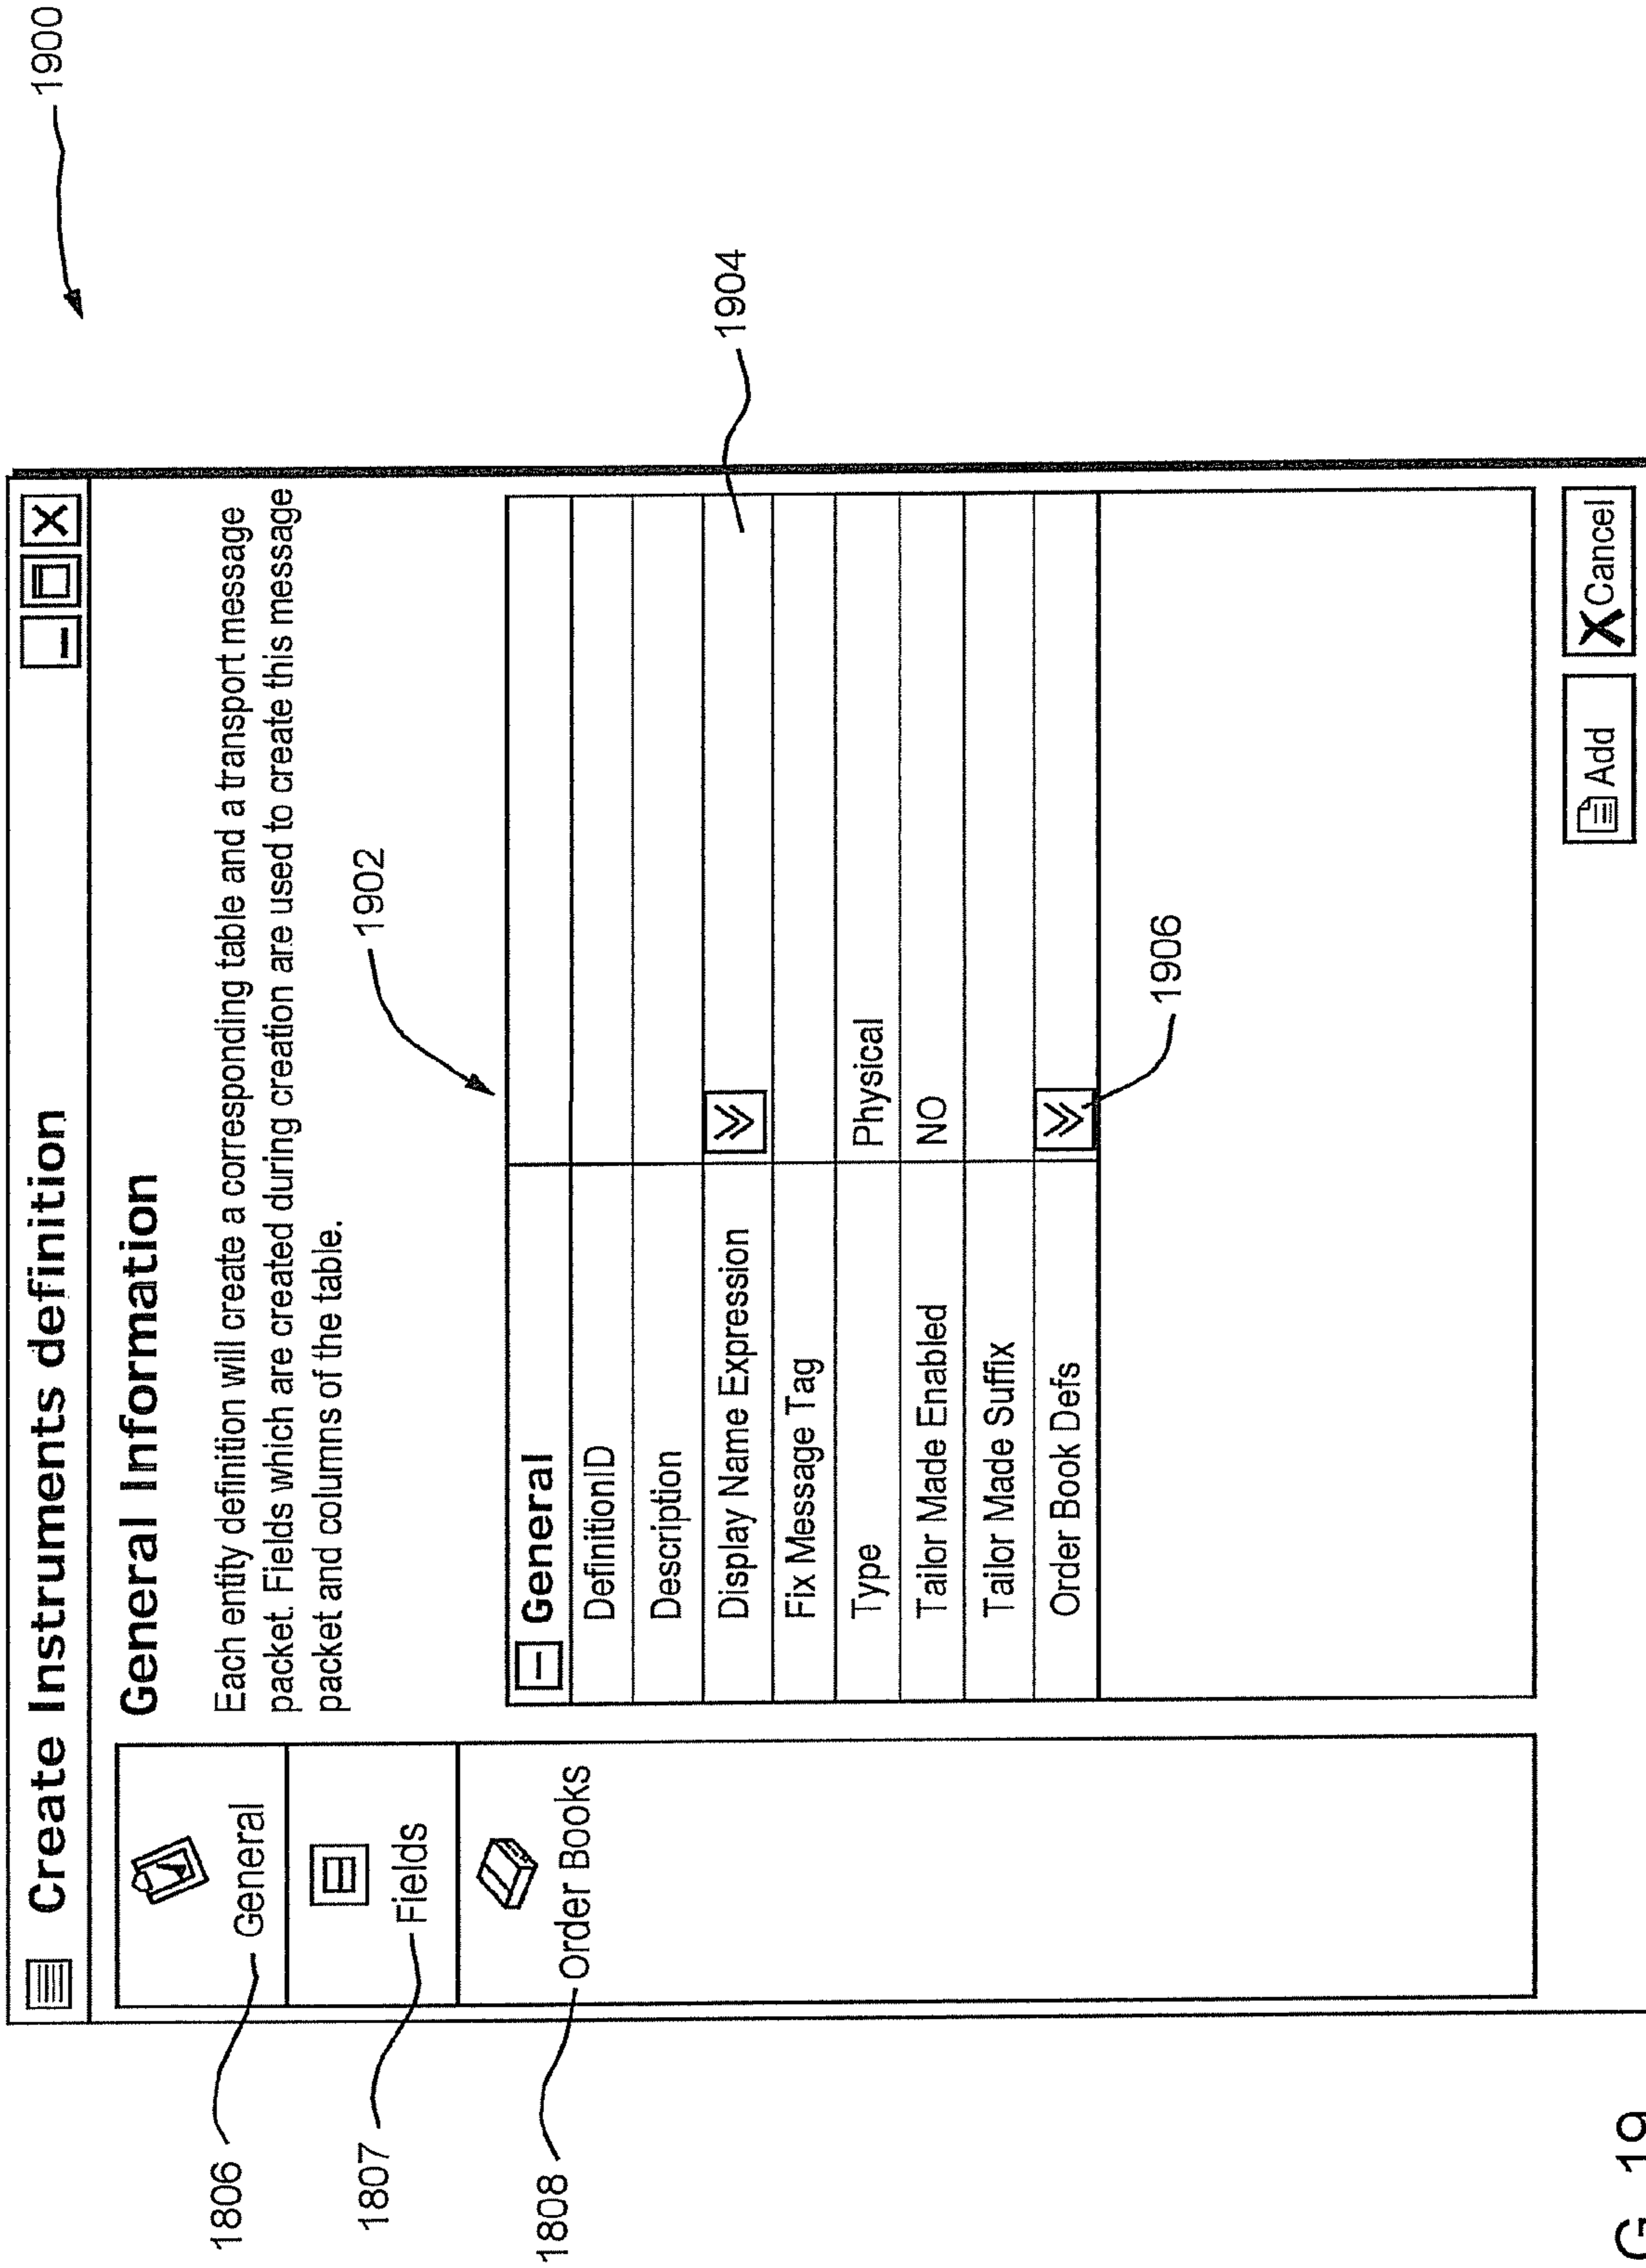 1900
Create Instruments definition
General Information
Each entity definition will create a corresponding table and a transport message
packet. Fields which are created during creation are used to create this message
packet and columns of the table.
1806
General
1807
Fields
1808
Order Books
1902
General
DefinitionID
Description
Display Name Expression
1904
Fix Message Tag
Type Physical
Tailor Made Enabled NO
Tailor Made Suffix
Order Book Defs
1906
Add
Cancel
G. 19